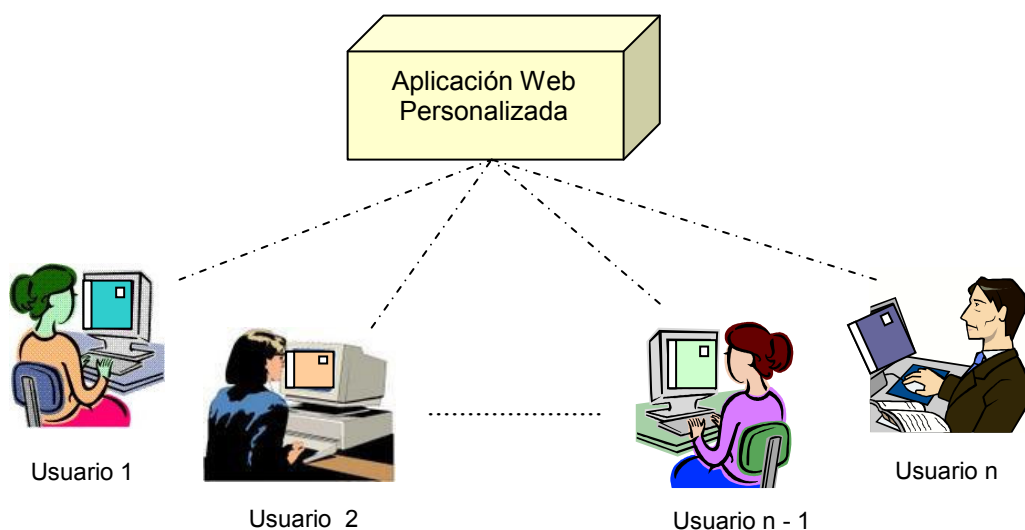 Aplicación Web
Personalizada
Usuario 1
Usuario 2
Usuario n - 1
Usuario n